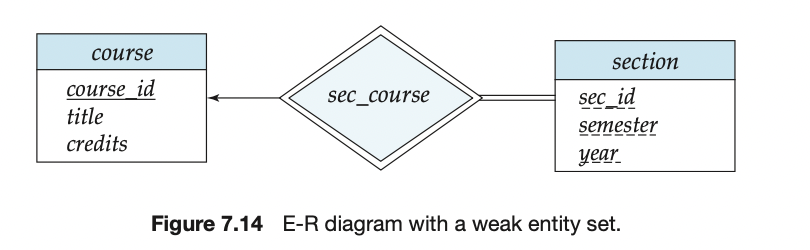 course
course_id
title
credits
sec_course
section
sec_id
semester
year
Figure 7.14 E-R diagram with a weak entity set.